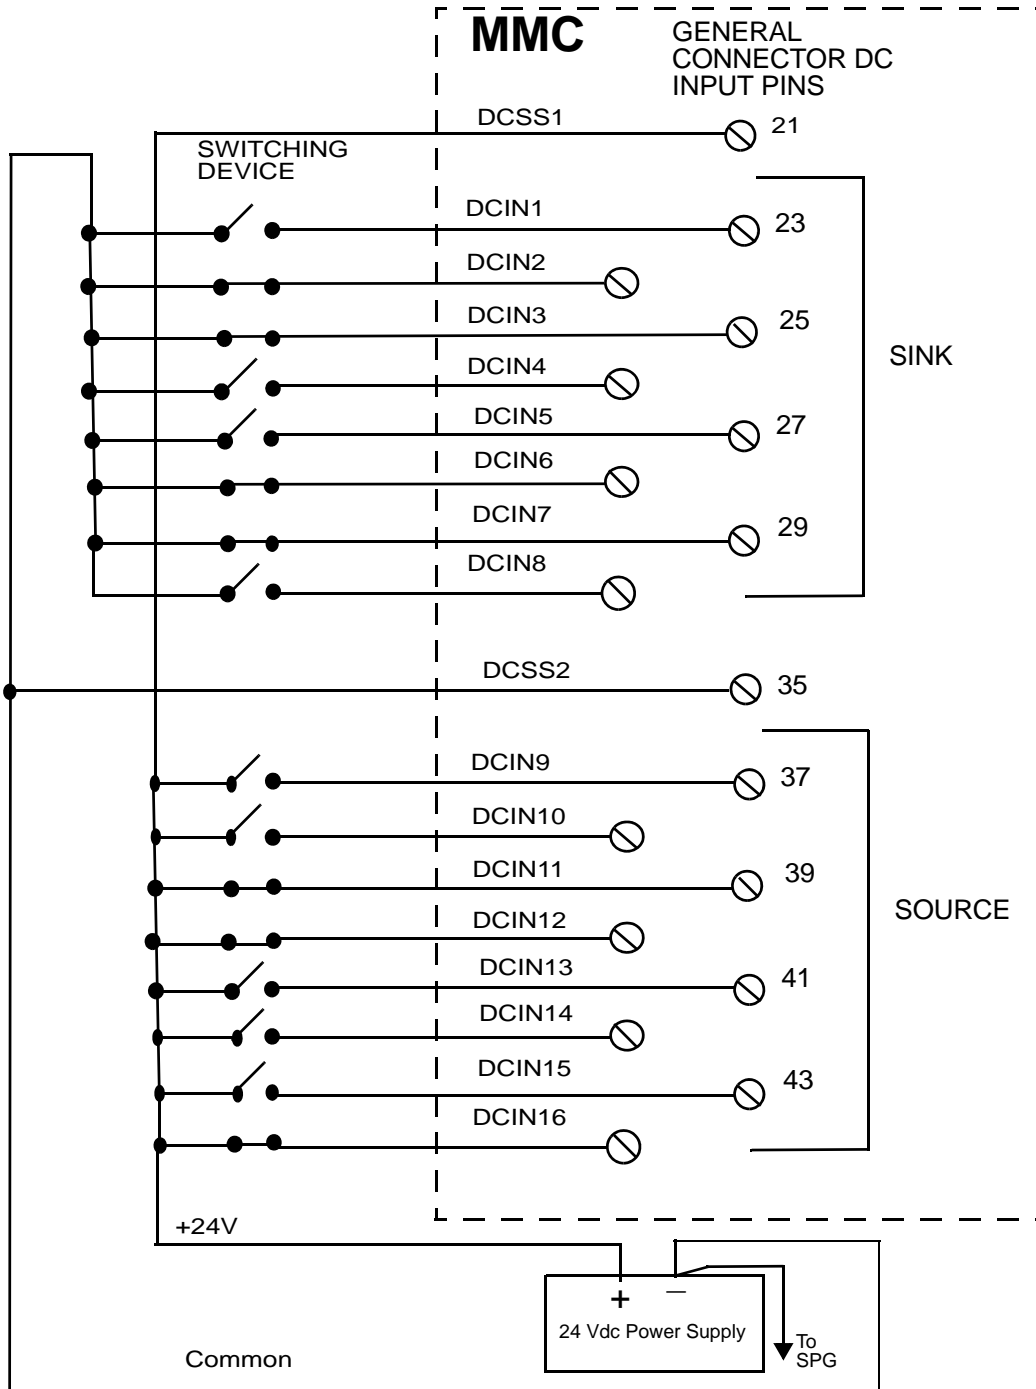 MMC
GENERAL
CONNECTOR DC
INPUT PINS
DCSS1
21
SWITCHING
DEVICE
DCIN1
23
DCIN2
DCIN3
25
SINK
DCIN4
DCIN5
27
DCIN6
DCIN7
29
DCIN8
DCSS2
35
DCIN9
37
DCIN10
DCIN11
39
SOURCE
DCIN12
DCIN13
41
DCIN14
DCIN15
43
DCIN16
+24V
+ −
24 Vdc Power Supply
To
SPG
Common